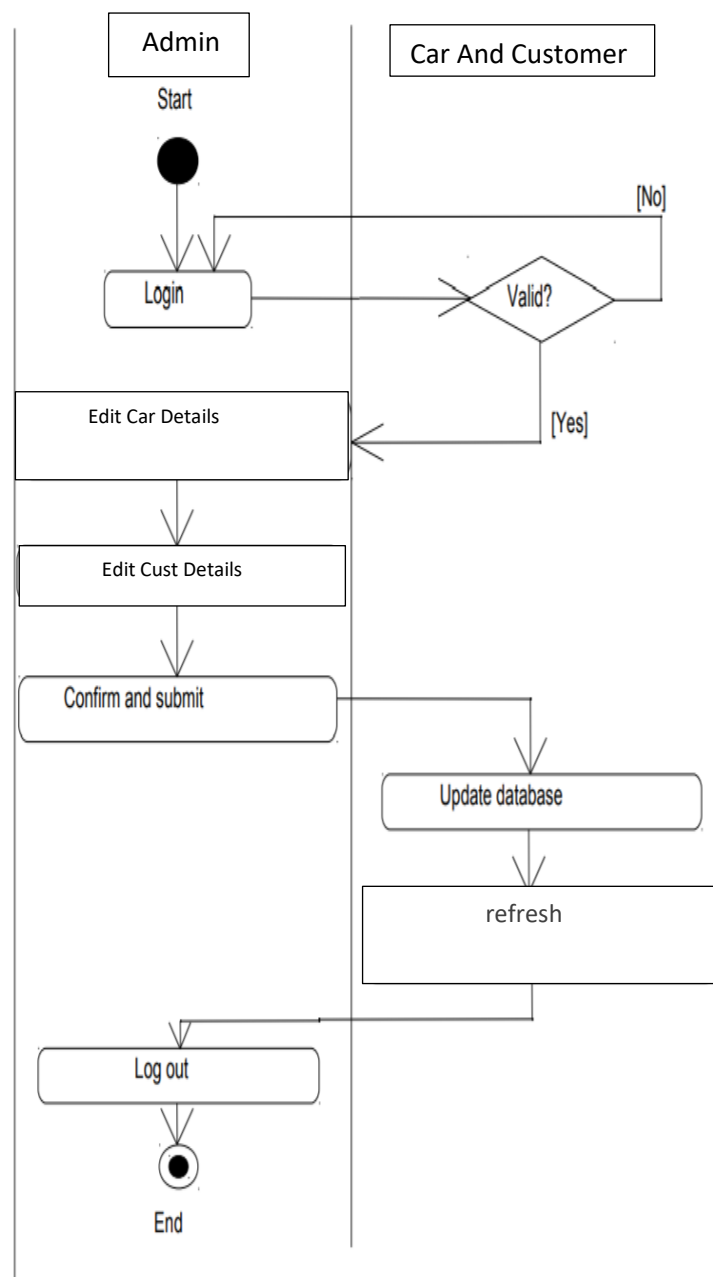 Admin
Car And Customer
Start
[No]
Login
Valid?
Edit Car Details
[Yes]
Edit Cust Details
Confirm and submit
Update database
refresh
Log out
End